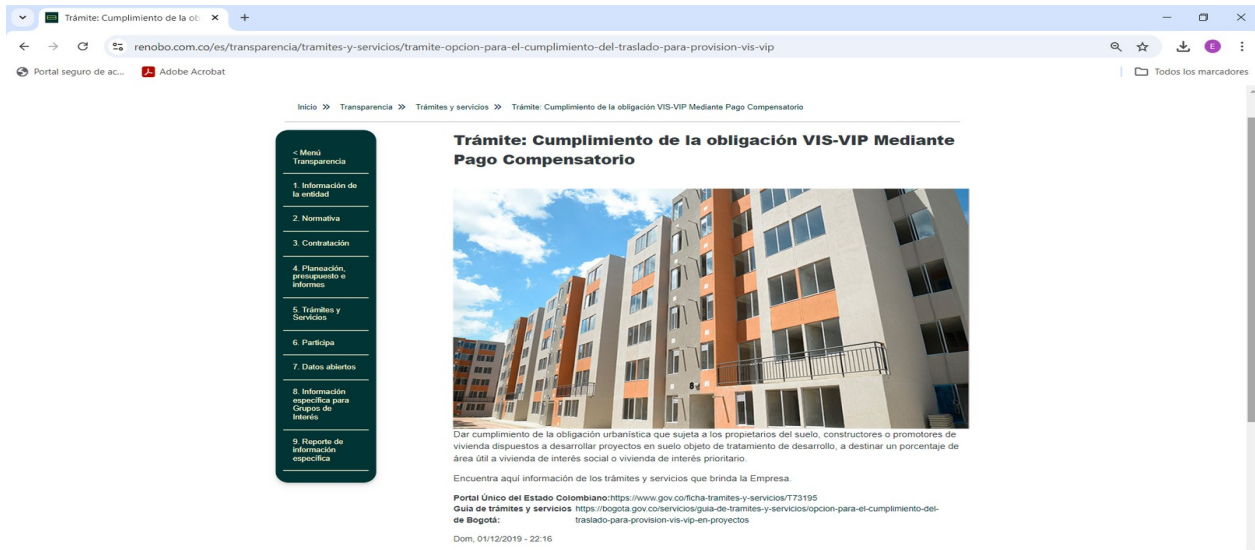 Trámite: Cumplimiento de la ob
renobo.com.co/es/transparencia/tramites-y-servicios/tramite-opcion-para-el-cumplimiento-del-traslado-para-provision-vis-vip
E
Portal seguro de ac...
Adobe Acrobat
Todos los marcadores
Inicio » Transparencia » Trámites y servicios » Trámite: Cumplimiento de la obligación VIS-VIP Mediante Pago Compensatorio
< Menú
Transparencia
1. Información de
la entidad
2. Normativa
3. Contratación
4. Planeación,
presupuesto e
informes
5. Trámites y
Servicios
6. Participa
7. Datos abiertos
8. Información
específica para
Grupos de
Interés
9. Reporte de
información
específica
Trámite: Cumplimiento de la obligación VIS-VIP Mediante
Pago Compensatorio
8
Dar cumplimiento de la obligación urbanística que sujeta a los propietarios del suelo, constructores o promotores de
vivienda dispuestos a desarrollar proyectos en suelo objeto de tratamiento de desarrollo, a destinar un porcentaje de
área útil a vivienda de interés social o vivienda de interés prioritario.
Encuentra aquí información de los trámites y servicios que brinda la Empresa.
Portal Único del Estado Colombiano:https://www.gov.co/ficha-tramites-y-servicios/T73195
Guía de trámites y servicios https://bogota.gov.co/servicios/guia-de-tramites-y-servicios/opcion-para-el-cumplimiento-del-
de Bogotá: traslado-para-provision-vis-vip-en-proyectos
Dom, 01/12/2019 - 22:16